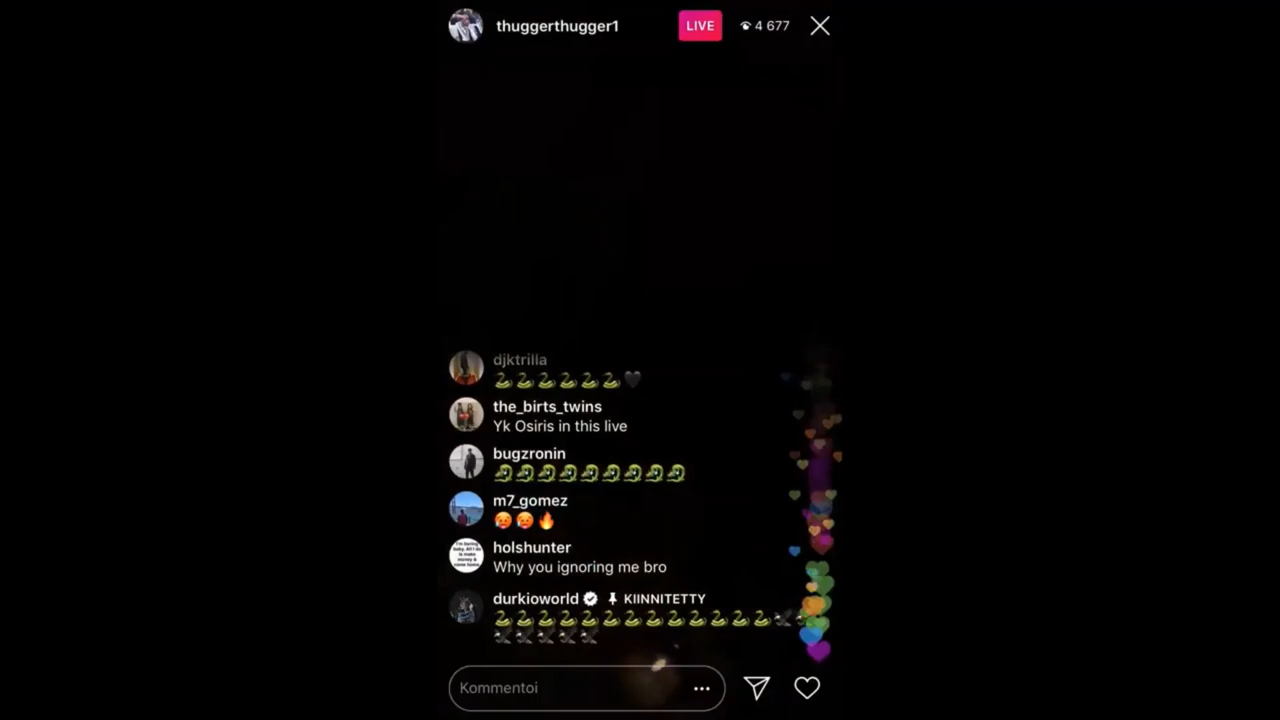 thuggerthugger1
LIVE
4 677
djktrilla
🐍🐍🐍🐍🐍🐍🖤
the_birts_twins
Yk Osiris in this live
bugzronin
🐲🐲🐲🐲🐲🐲🐲🐲🐲
m7_gomez
🥵🥵🔥
holshunter
Why you ignoring me bro
durkioworld KIINNITETTY
🐍🐍🐍🐍🐍🐍🐍🐍🐍🐍🐍🐍🐍🦅🦅
🦅🦅🦅🦅🦅
Kommentoi